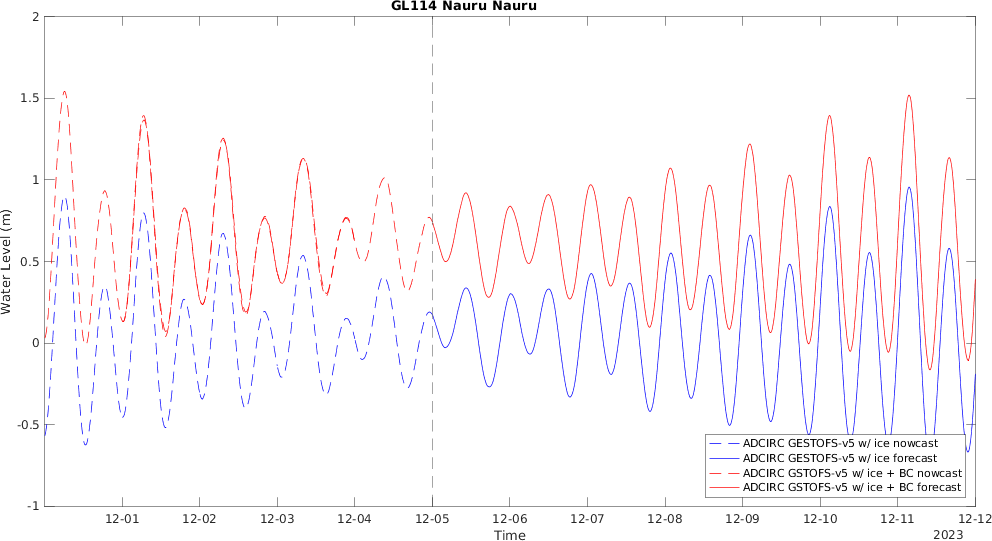 GL114 Nauru Nauru
2
1.5
1
0.5
0
-0.5
-1
Water Level (m)
ADCIRC GESTOFS-v5 w/ ice nowcast
ADCIRC GESTOFS-v5 w/ ice forecast
ADCIRC GSTOFS-v5 w/ ice + BC nowcast
ADCIRC GSTOFS-v5 w/ ice + BC forecast
12-01 12-02 12-03 12-04 12-05 12-06 12-07 12-08 12-09 12-10 12-11 12-12
Time
2023